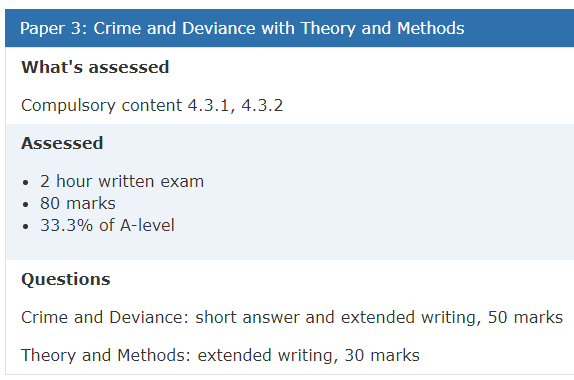 Paper 3: Crime and Deviance with Theory and Methods
What's assessed
Compulsory content 4.3.1, 4.3.2
Assessed
• 2 hour written exam
• 80 marks
• 33.3% of A-level
Questions
Crime and Deviance: short answer and extended writing, 50 marks
Theory and Methods: extended writing, 30 marks